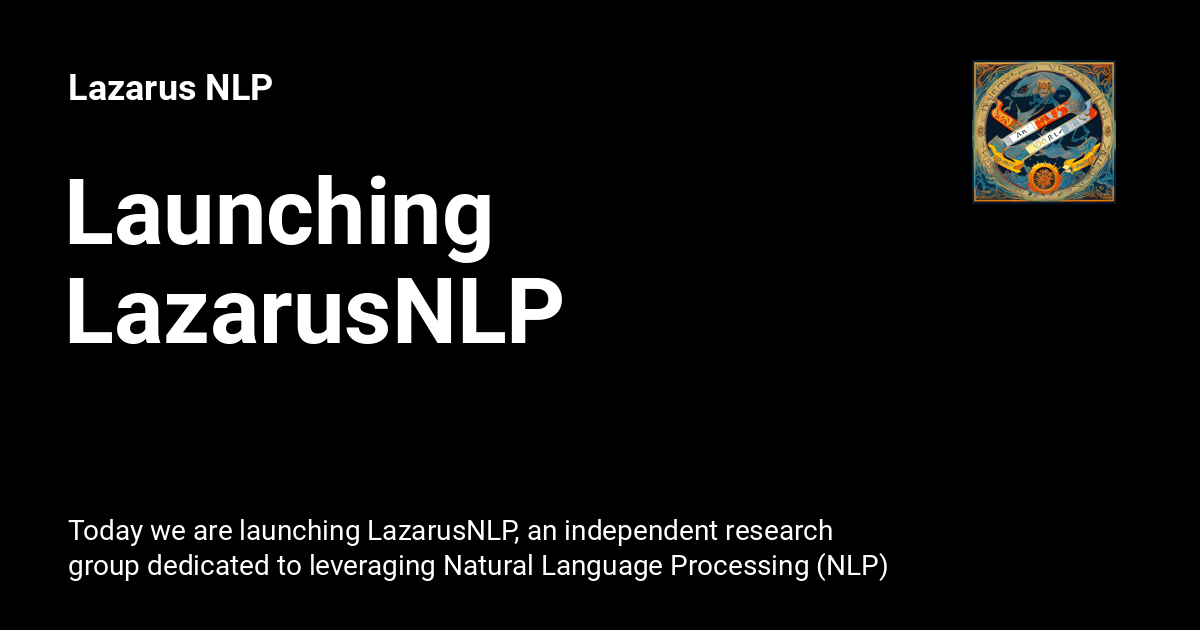 Lazarus NLP
Launching
LazarusNLP
Today we are launching LazarusNLP, an independent research
group dedicated to leveraging Natural Language Processing (NLP)